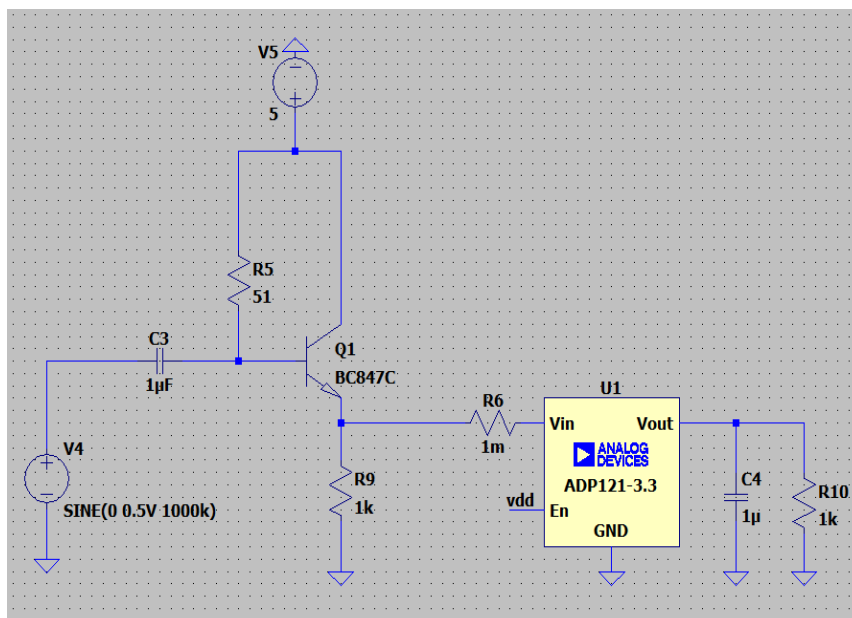 V5
5
R5
51
C3
1µF
Q1
BC847C
V4
SINE(0 0.5V 1000k)
R9
1k
R6
1m
U1
Vin
Vout
ANALOG
DEVICES
ADP121-3.3
vdd
En
GND
C4
1µ
R10
1k